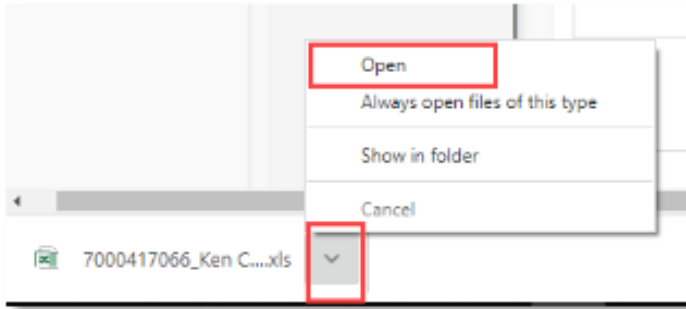 Open
Always open files of this type
Show in folder
Cancel
7000417066_Ken C....xls